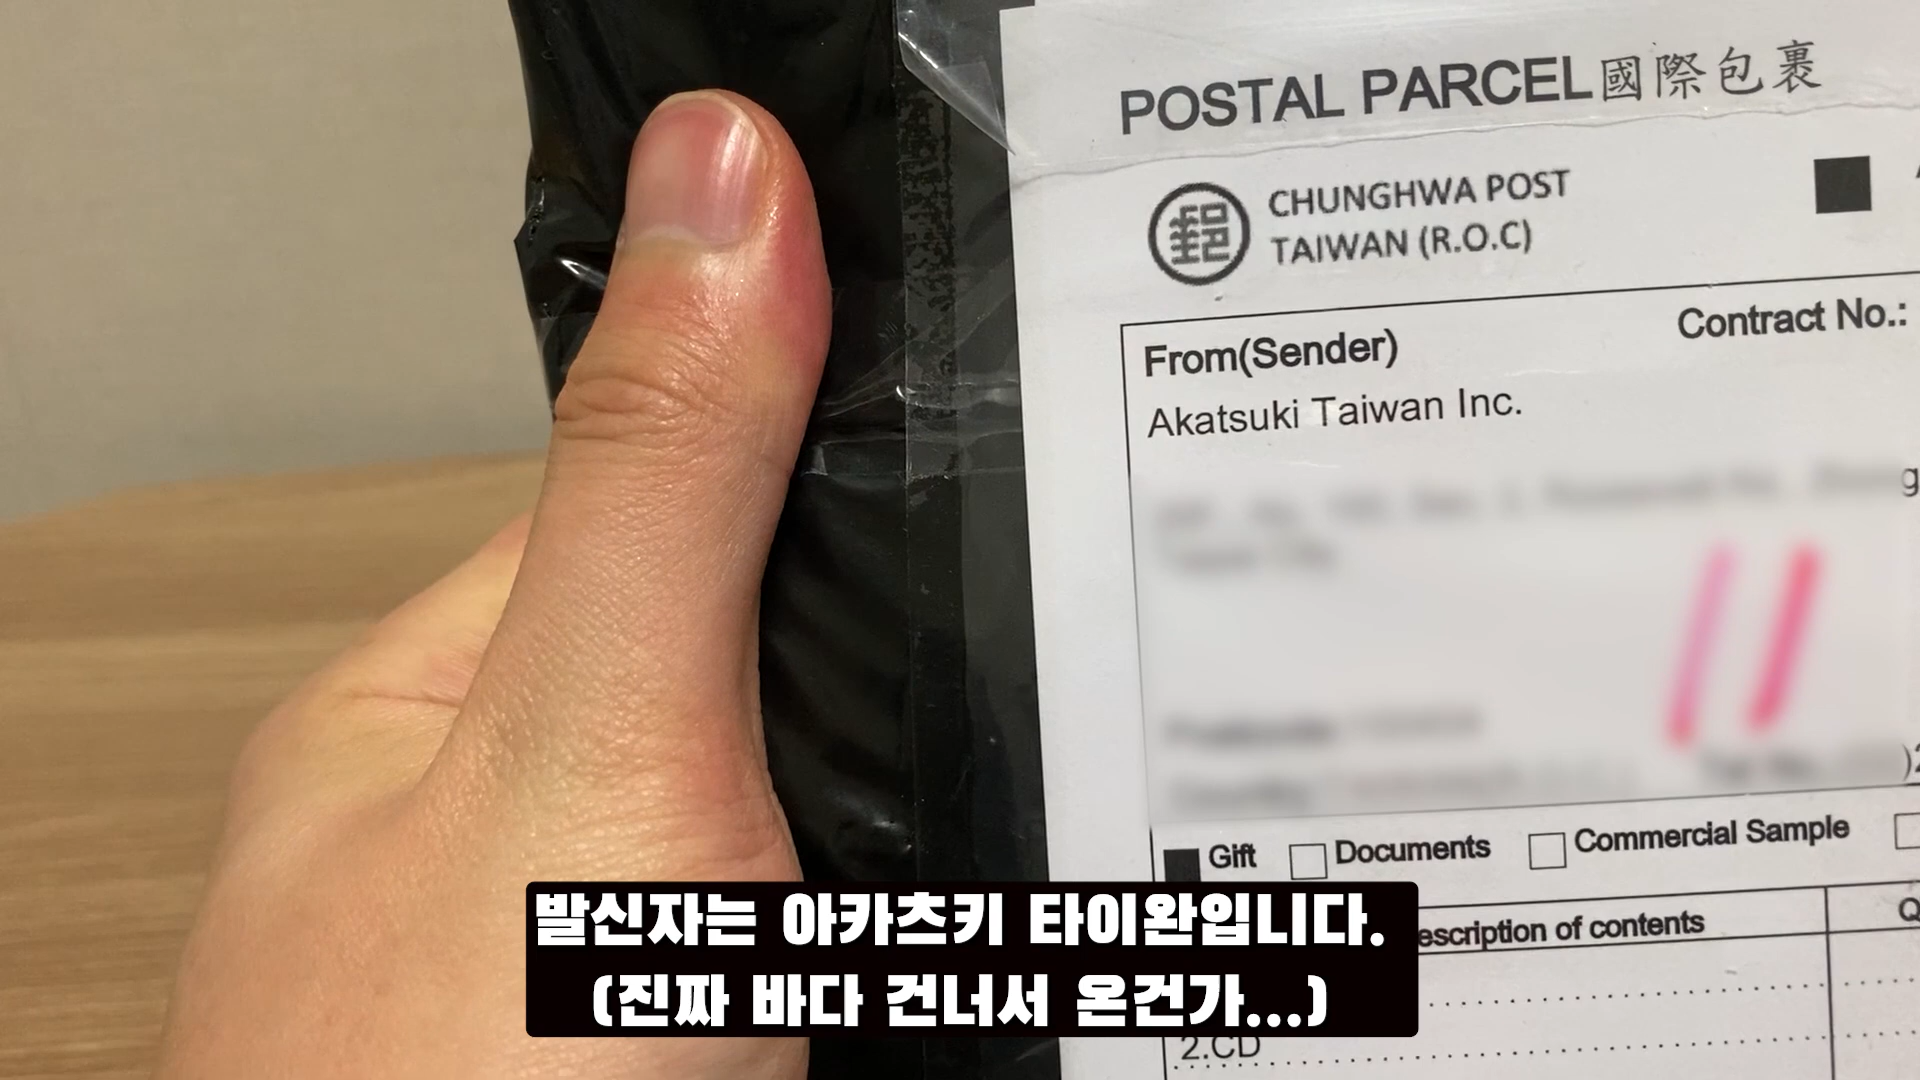 POSTAL PARCEL國際包裹
CHUNGHWA POST
TAIWAN (R.O.C)
Contract No.:
From(Sender)
Akatsuki Taiwan Inc.
Gift
Documents
Commercial Sample
escription of contents
2.CD
발신자는 아카츠키 타이완입니다.
(진짜 바다 건너서 온건가...)